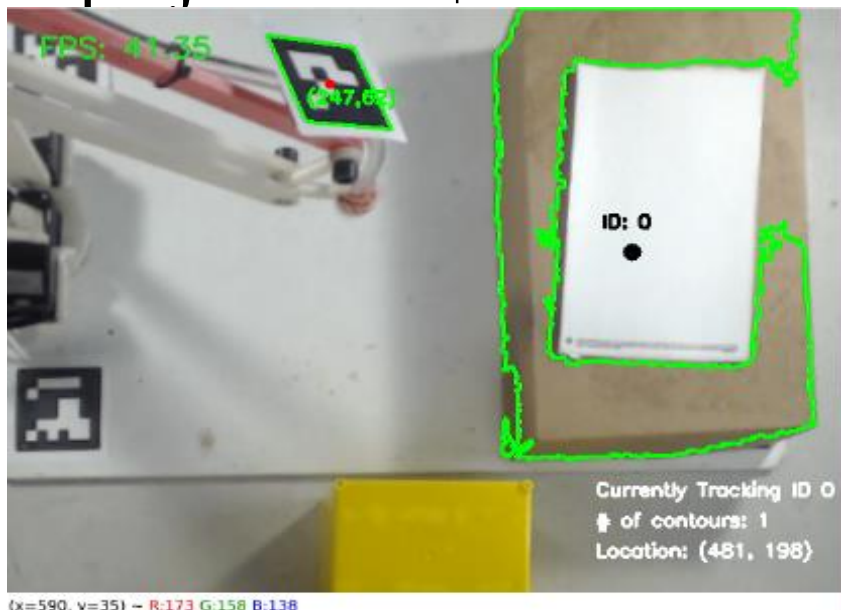 FPS: 41.35
(247,62)
ID: 0
Currently Tracking ID 0
# of contours: 1
Location: (481, 198)
(x=590, y=35) ~ R:173 G:158 B:138